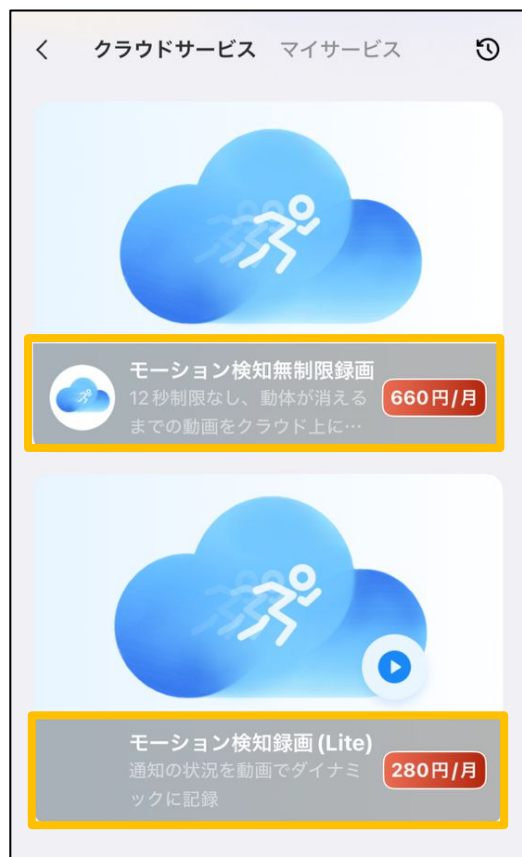 クラウドサービス マイサービス
モーション検知無制限録画
12秒制限なし、動体が消える
までの動画をクラウド上に…
660円/月
モーション検知録画(Lite)
通知の状況を動画でダイナミ
ックに記録
280円/月